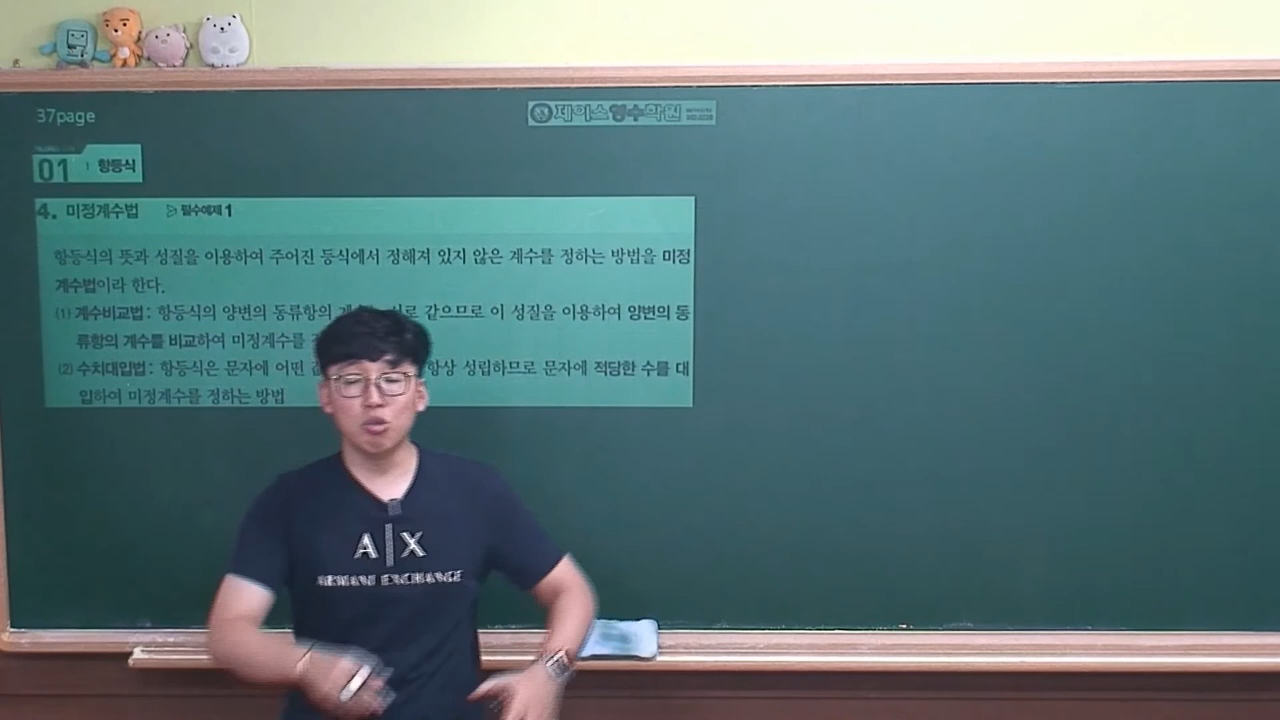 37page
제이스영수학원
01 항등식
4. 미정계수법 ▷ 필수예제 1
항등식의 뜻과 성질을 이용하여 주어진 등식에서 정해져 있지 않은 계수를 정하는 방법을 미정
계수법이라 한다.
(1) 계수비교법: 항등식의 양변의 동류항의 같으므로 이 성질을 이용하여 양변의 동
류항의 계수를 비교하여 미정계수를
(2) 수치대입법: 항등식은 문자에 어떤 항상 성립하므로 문자에 적당한 수를 대
입하여 미정계수를 정하는 방법
A|X
ARMANI EXCHANGE